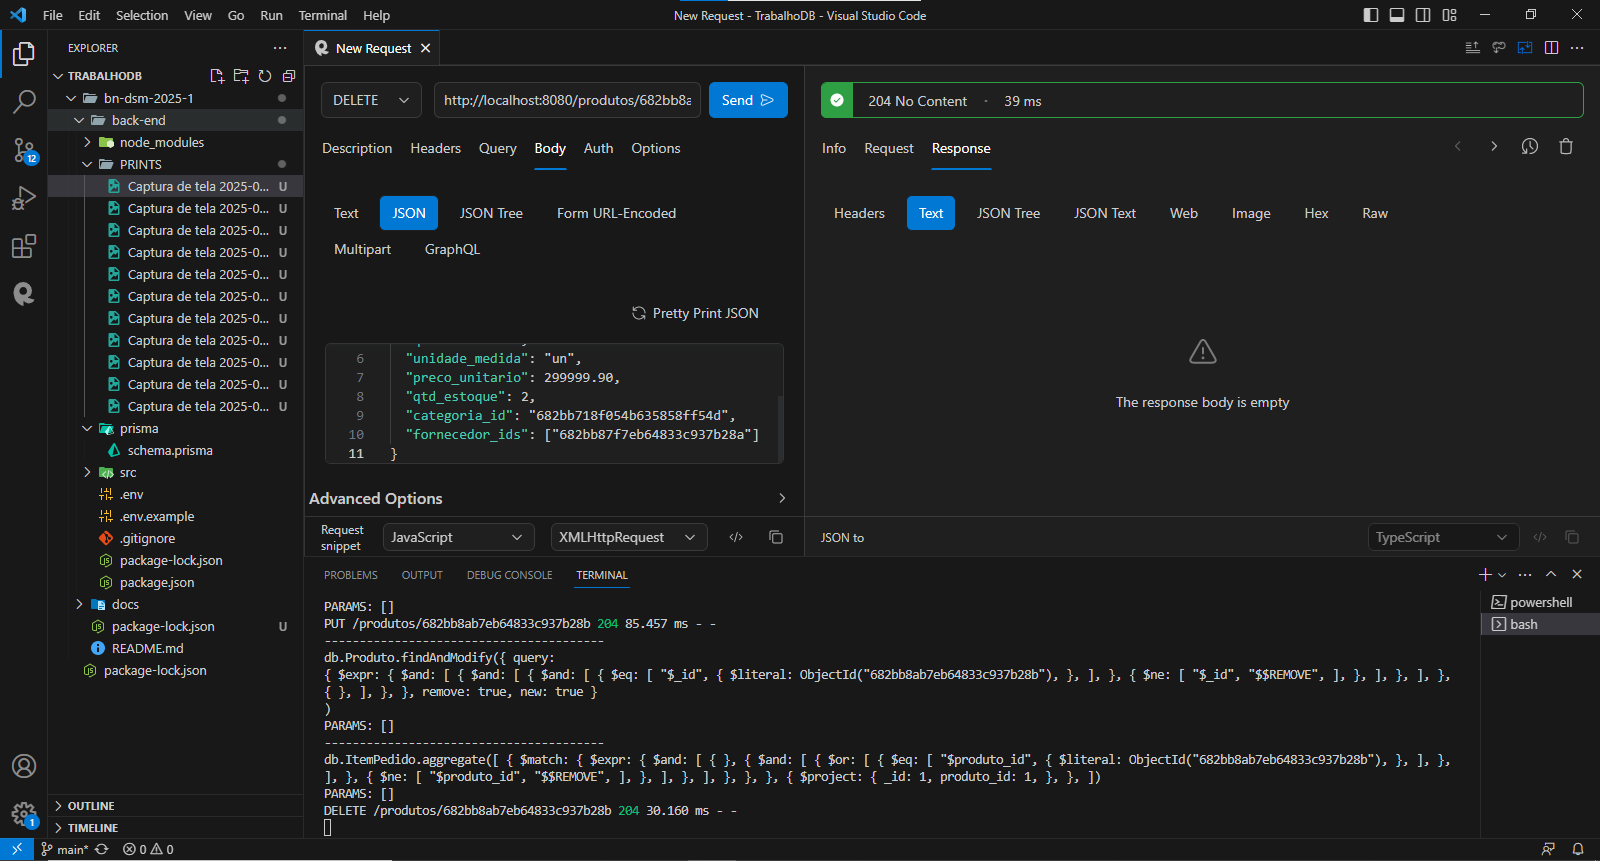 File Edit Selection View Go Run Terminal Help
New Request - TrabalhoDB - Visual Studio Code
EXPLORER
TRABALHODB
bn-dsm-2025-1
back-end
node_modules
PRINTS
Captura de tela 2025-0... U
Captura de tela 2025-0... U
Captura de tela 2025-0... U
Captura de tela 2025-0... U
Captura de tela 2025-0... U
Captura de tela 2025-0... U
Captura de tela 2025-0... U
Captura de tela 2025-0... U
Captura de tela 2025-0... U
Captura de tela 2025-0... U
Captura de tela 2025-0... U
prisma
schema.prisma
src
.env
.env.example
.gitignore
package-lock.json
package.json
docs
package-lock.json U
README.md
package-lock.json
OUTLINE
TIMELINE
12
1
New Request
DELETE
http://localhost:8080/produtos/682bb8a
Send
Description Headers Query Body Auth Options
Text JSON JSON Tree Form URL-Encoded
Multipart GraphQL
Pretty Print JSON
6 "unidade_medida": "un",
7 "preco_unitario": 299999.90,
8 "qtd_estoque": 2,
9 "categoria_id": "682bb718f054b635858ff54d",
10 "fornecedor_ids": ["682bb87f7eb64833c937b28a"]
11 }
Advanced Options
Request snippet
JavaScript
XMLHttpRequest
204 No Content · 39 ms
Info Request Response
Headers Text JSON Tree JSON Text Web Image Hex Raw
The response body is empty
JSON to
TypeScript
PROBLEMS OUTPUT DEBUG CONSOLE TERMINAL
PARAMS: []
PUT /produtos/682bb8ab7eb64833c937b28b 204 85.457 ms - -
--------------------------------------
db.Produto.findAndModify({ query:
{ $expr: { $and: [ { $and: [ { $and: [ { $eq: [ "$_id", { $literal: ObjectId("682bb8ab7eb64833c937b28b"), }, ], }, { $ne: [ "$_id", "$$REMOVE", ], }, ], }, ], },
{ }, ], }, }, remove: true, new: true }
)
PARAMS: []
--------------------------------------
db.ItemPedido.aggregate([ { $match: { $expr: { $and: [ { }, { $and: [ { $or: [ { $eq: [ "$produto_id", { $literal: ObjectId("682bb8ab7eb64833c937b28b"), }, ], },
], }, { $ne: [ "$produto_id", "$$REMOVE", ], }, ], }, ], }, }, }, { $project: { _id: 1, produto_id: 1, }, }, ])
PARAMS: []
DELETE /produtos/682bb8ab7eb64833c937b28b 204 30.160 ms - -
powershell
bash
main* 0 0